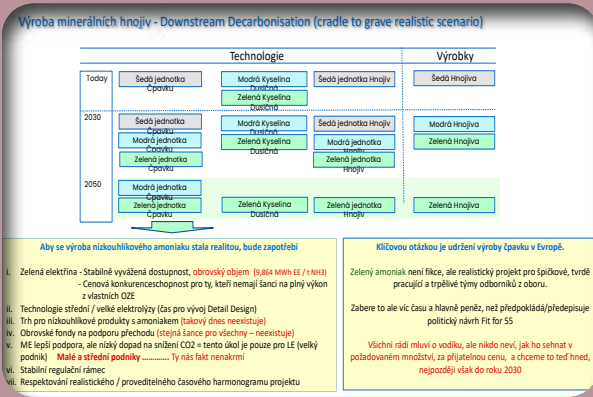 Výroba minerálních hnojiv - Downstream Decarbonisation (cradle to grave realistic scenario)
Technologie
Výrobky
Today
Šedá jednotka
Čpavku
Modrá Kyselina
Dusičná
Zelená Kyselina
Dusičná
Šedá jednotka Hnojiv
Šedá Hnojiva
2030
Šedá jednotka
Čpavku
Modrá jednotka
Čpavku
Zelená jednotka
Čpavku
Modrá Kyselina
Dusičná
Zelená Kyselina
Dusičná
Šedá jednotka Hnojiv
Modrá jednotka
Hnojiv
Zelená jednotka
Hnojiv
Modrá Hnojiva
Zelená Hnojiva
2050
Modrá jednotka
Čpavku
Zelená jednotka
Čpavku
Zelená Kyselina
Dusičná
Zelená jednotka
Hnojiv
Zelená Hnojiva
Aby se výroba nízkouhlíkového amoniaku stala realitou, bude zapotřebí
i. Zelená elektřina - Stabilně vyvážená dostupnost, obrovský objem (9,864 MWh EE / t NH3)
- Cenová konkurenceschopnost pro ty, kteří nemají šanci na plný výkon
z vlastních OZE
ii. Technologie střední / velké elektrolýzy (čas pro vývoj Detail Design)
iii. Trh pro nízkouhlíkové produkty s amoniakem (takový dnes neexistuje)
iv. Obrovské fondy na podporu přechodu (stejná šance pro všechny – neexistuje)
v. ME lepší podpora, ale nízký dopad na snížení CO2 = tento úkol je pouze pro LE (velký
podnik) Malé a střední podniky ............. Ty nás fakt nenakrmí
vi. Stabilní regulační rámec
vii. Respektování realistického / proveditelného časového harmonogramu projektu
Klíčovou otázkou je udržení výroby čpavku v Evropě.
Zelený amoniak není fikce, ale realistický projekt pro špičkové, tvrdě
pracující a trpělivé týmy odborníků z oboru.
Zabere to ale víc času a hlavně peněz, než předpokládá/předepisuje
politický návrh Fit for 55
Všichni rádi mluví o vodíku, ale nikdo neví, jak ho sehnat v
požadovaném množství, za přijatelnou cenu, a chceme to teď hned,
nejpozději však do roku 2030